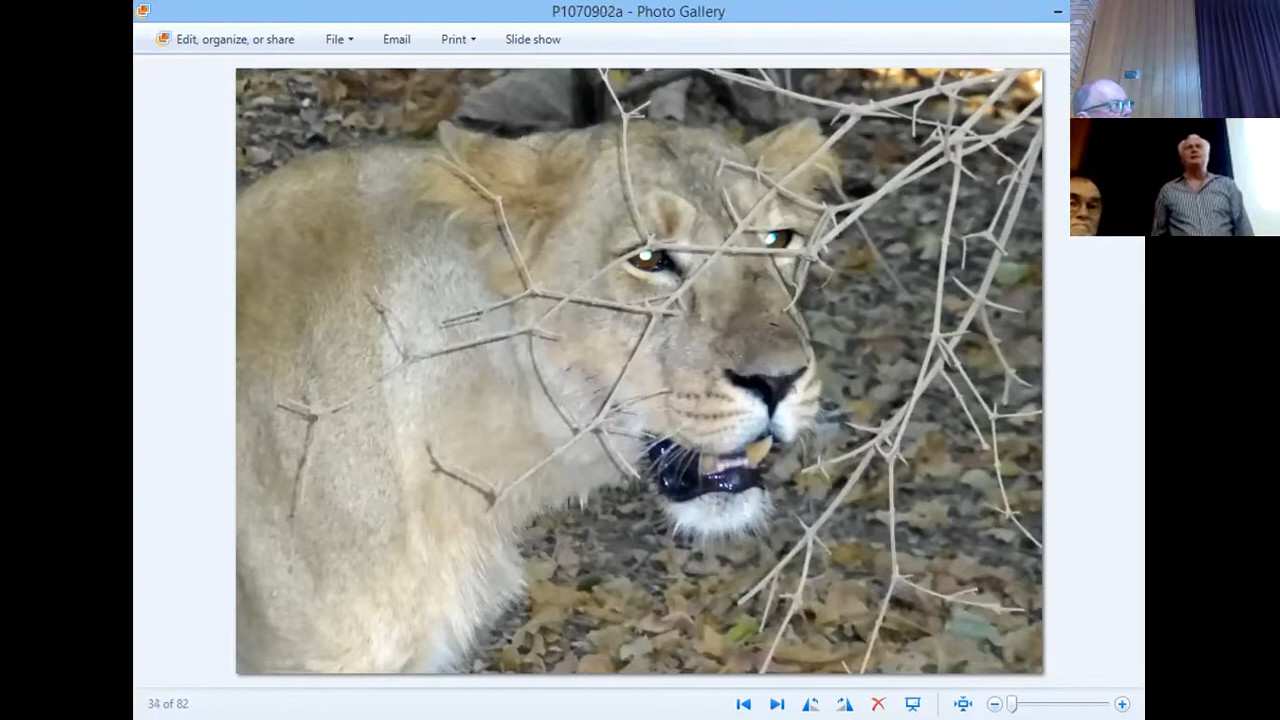 P1070902a - Photo Gallery
Edit, organize, or share File Email Print Slide show
34 of 82